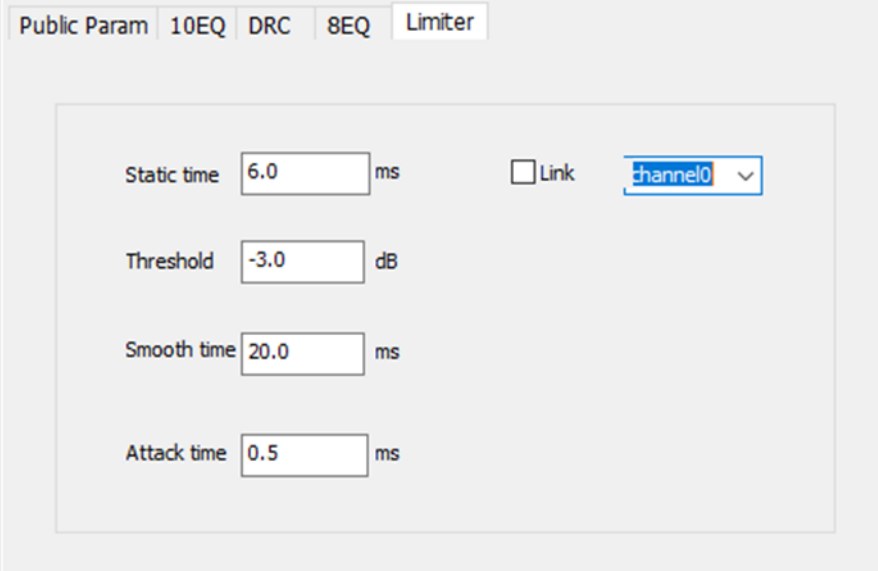 Public Param 10EQ DRC 8EQ Limiter
Static time 6.0 ms Link channel0
Threshold -3.0 dB
Smooth time 20.0 ms
Attack time 0.5 ms